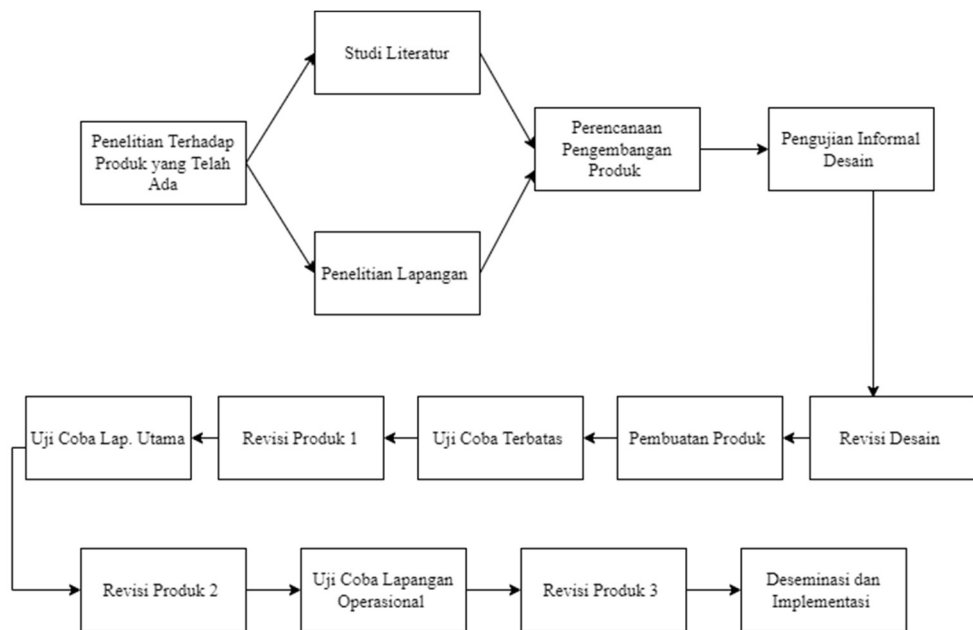 Studi Literatur
Penelitian Terhadap
Produk yang Telah
Ada
Perencanaan
Pengembangan
Produk
Pengujian Informal
Desain
Penelitian Lapangan
Uji Coba Lap. Utama
Revisi Produk 1
Uji Coba Terbatas
Pembuatan Produk
Revisi Desain
Revisi Produk 2
Uji Coba Lapangan
Operasional
Revisi Produk 3
Deseminasi dan
Implementasi